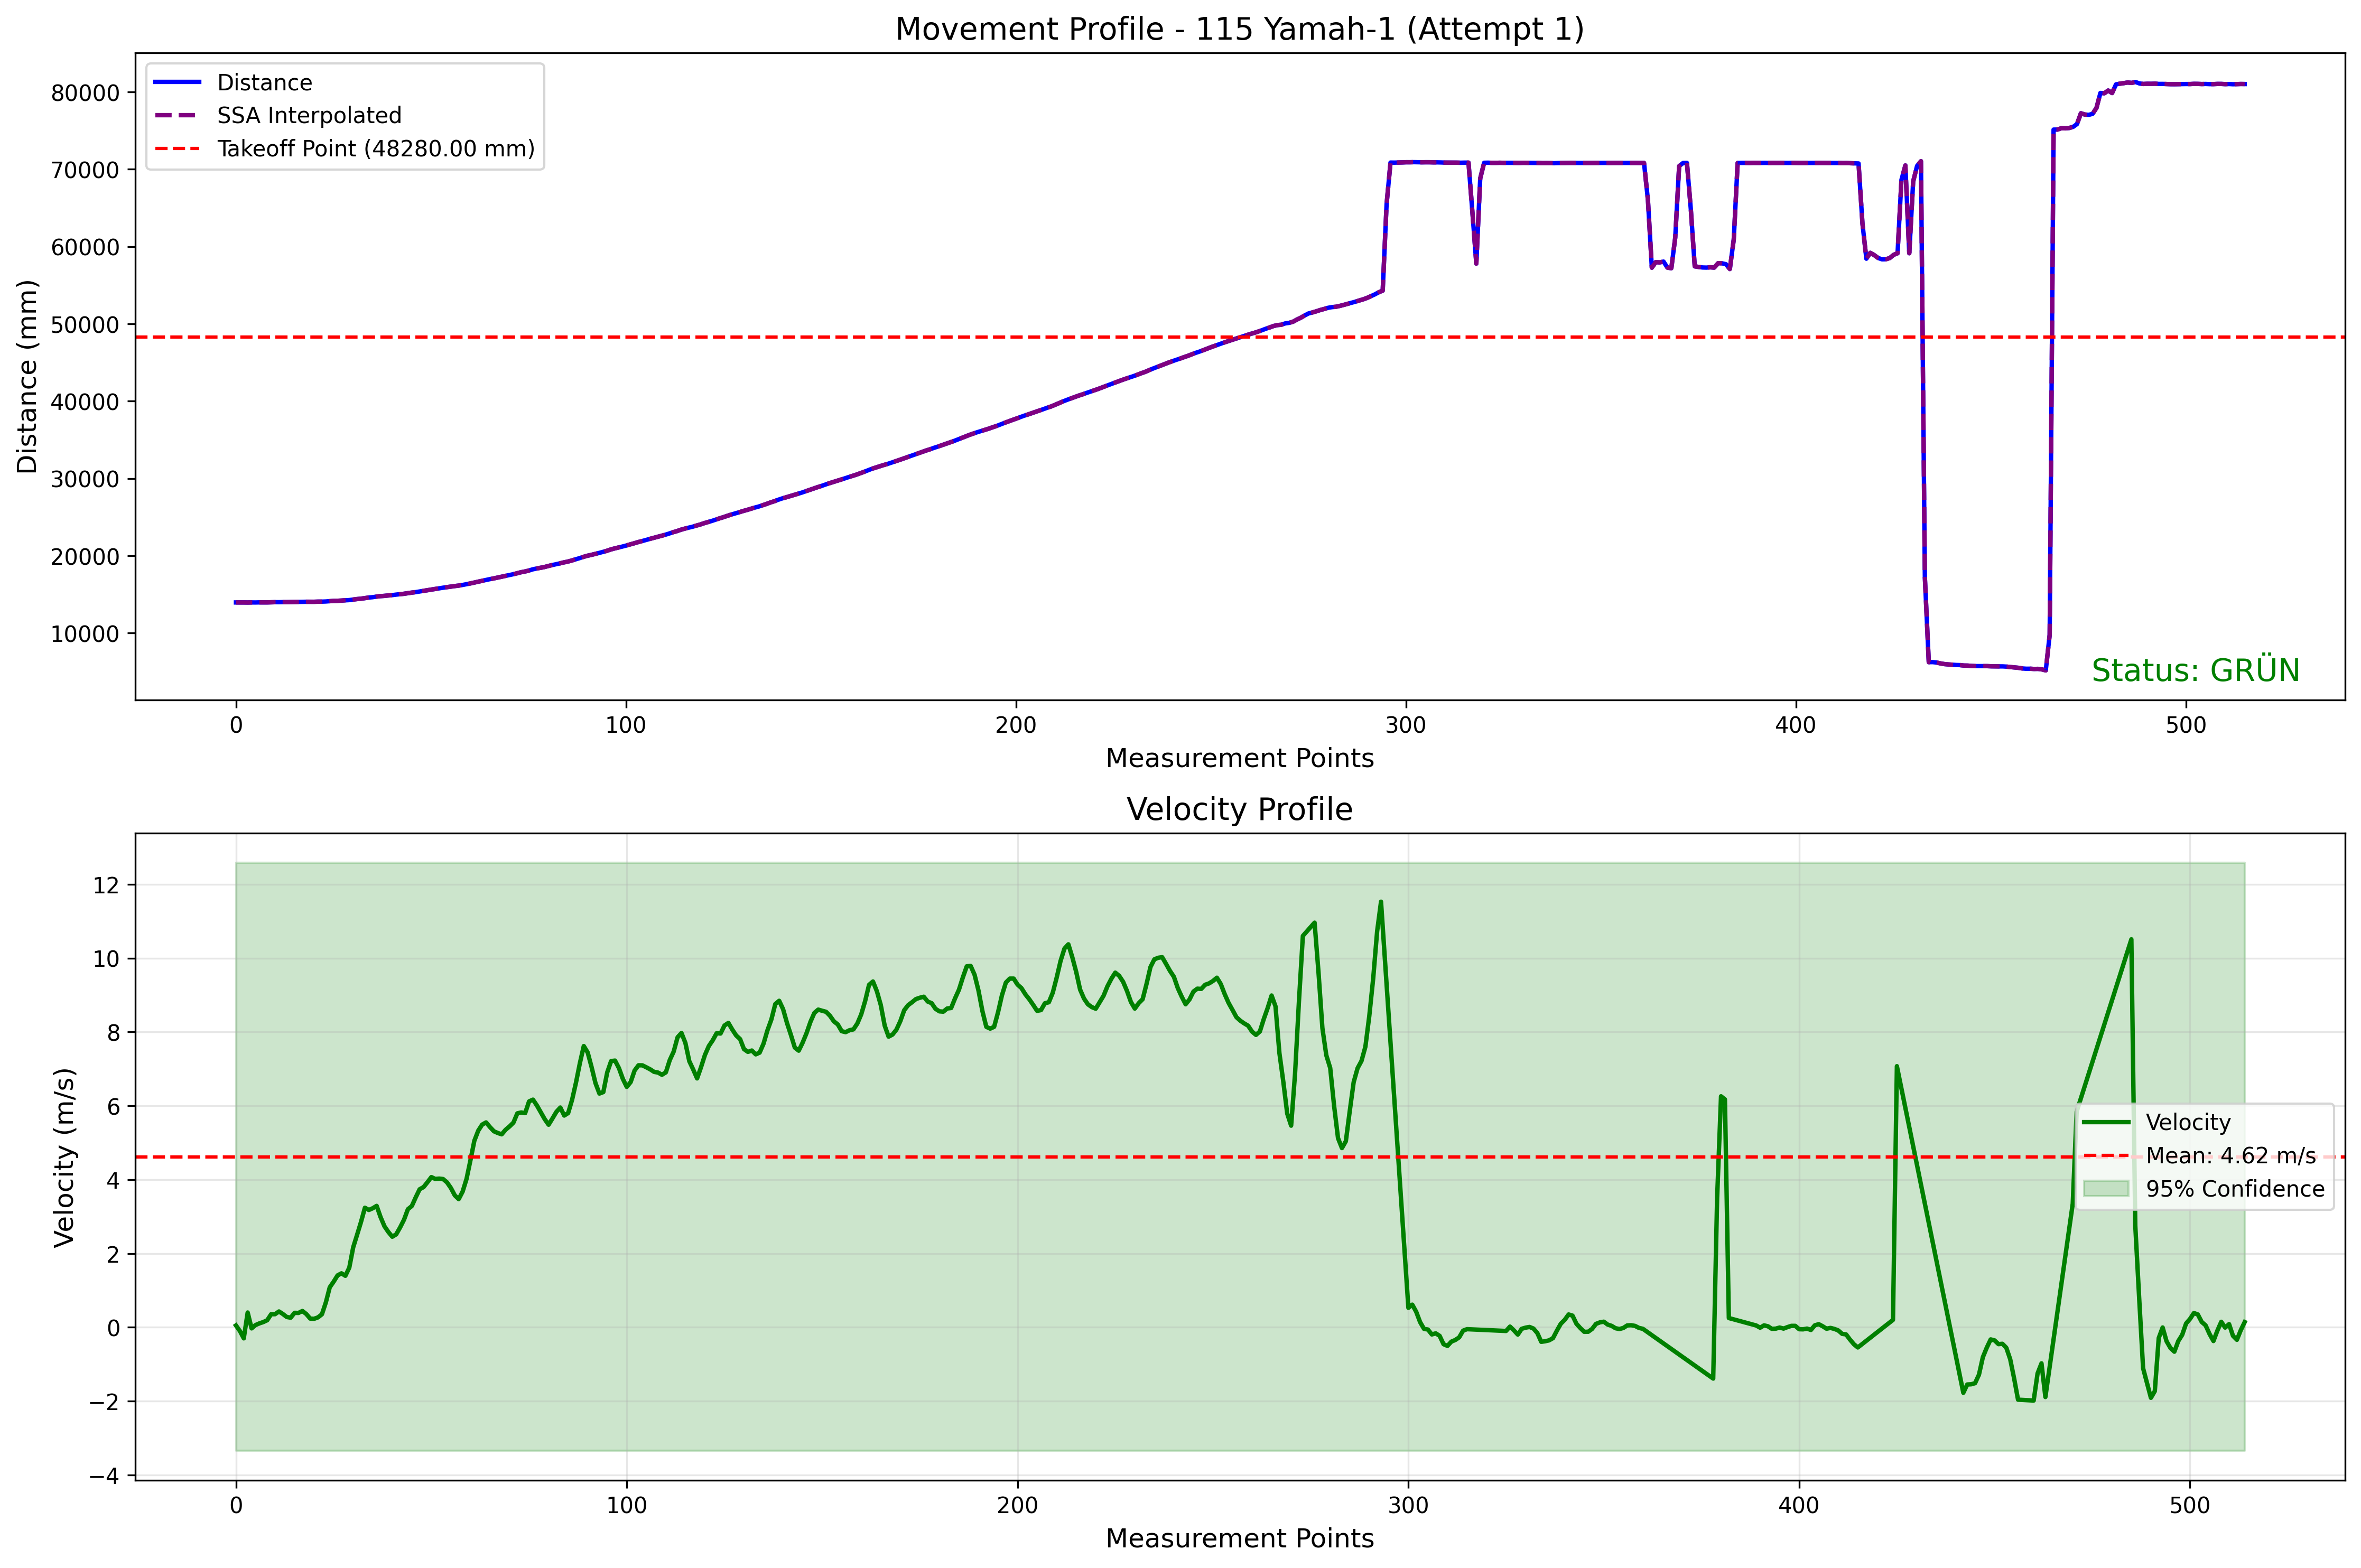 Movement Profile - 115 Yamah-1 (Attempt 1)
Distance
SSA Interpolated
Takeoff Point (48280.00 mm)
Distance (mm)
80000
70000
60000
50000
40000
30000
20000
10000
Status: GRÜN
0 100 200 300 400 500
Measurement Points
Velocity Profile
Velocity (m/s)
12
10
8
6
4
2
0
−2
−4
Velocity
Mean: 4.62 m/s
95% Confidence
0 100 200 300 400 500
Measurement Points